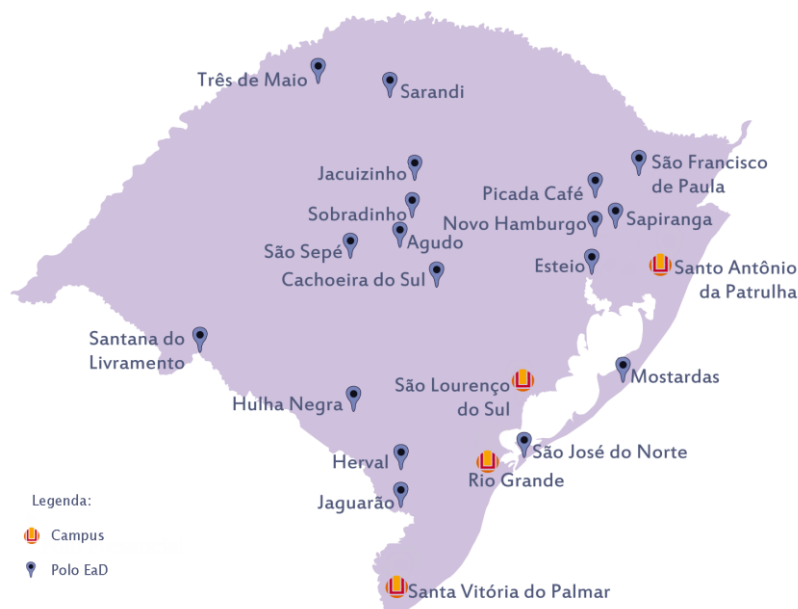 Três de Maio
Sarandi
Jacuizinho
São Francisco
de Paula
Picada Café
Sobradinho
Novo Hamburgo
Sapiranga
Agudo
São Sepé
Cachoeira do Sul
Esteio
Santo Antônio
da Patrulha
Santana do
Livramento
Mostardas
São Lourenço
do Sul
Hulha Negra
São José do Norte
Herval
Rio Grande
Jaguarão
Legenda:
Campus
Polo EaD
Santa Vitória do Palmar